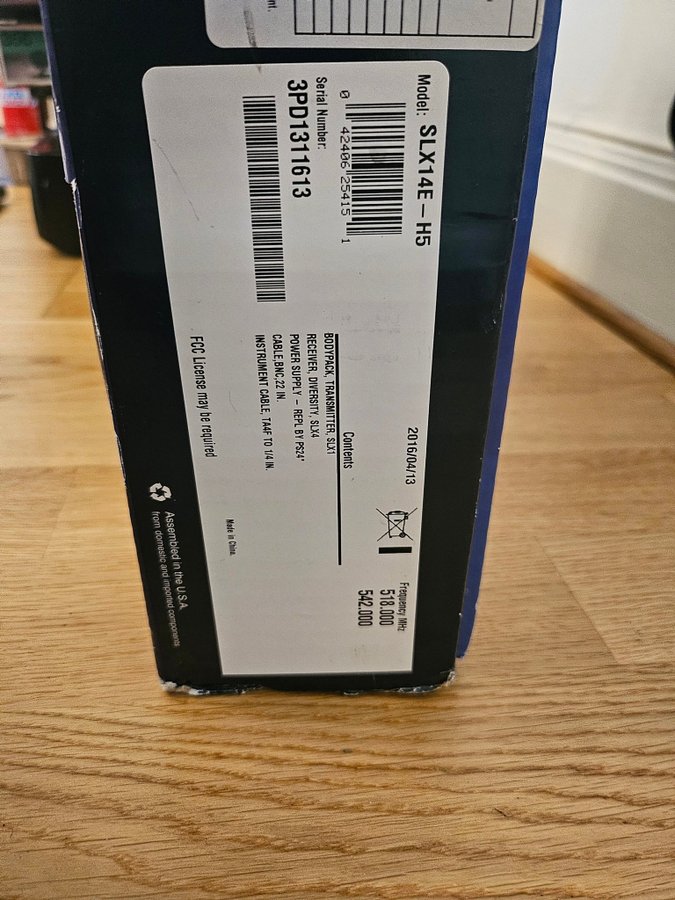 Model: SLX14E – H5
0 42406 25415 1
Serial Number:
3PD1311613
2016/04/13
Frequency MHz
518.000
542.000
Contents
BODYPACK, TRANSMITTER, SLX1
RECEIVER, DIVERSITY, SLX4
POWER SUPPLY – REPL BY PS24*
CABLE,BNC,22 IN.
INSTRUMENT CABLE, TA4F TO 1/4 IN.
FCC License may be required
Made in China.
Assembled in the U.S.A.
from domestic and imported components